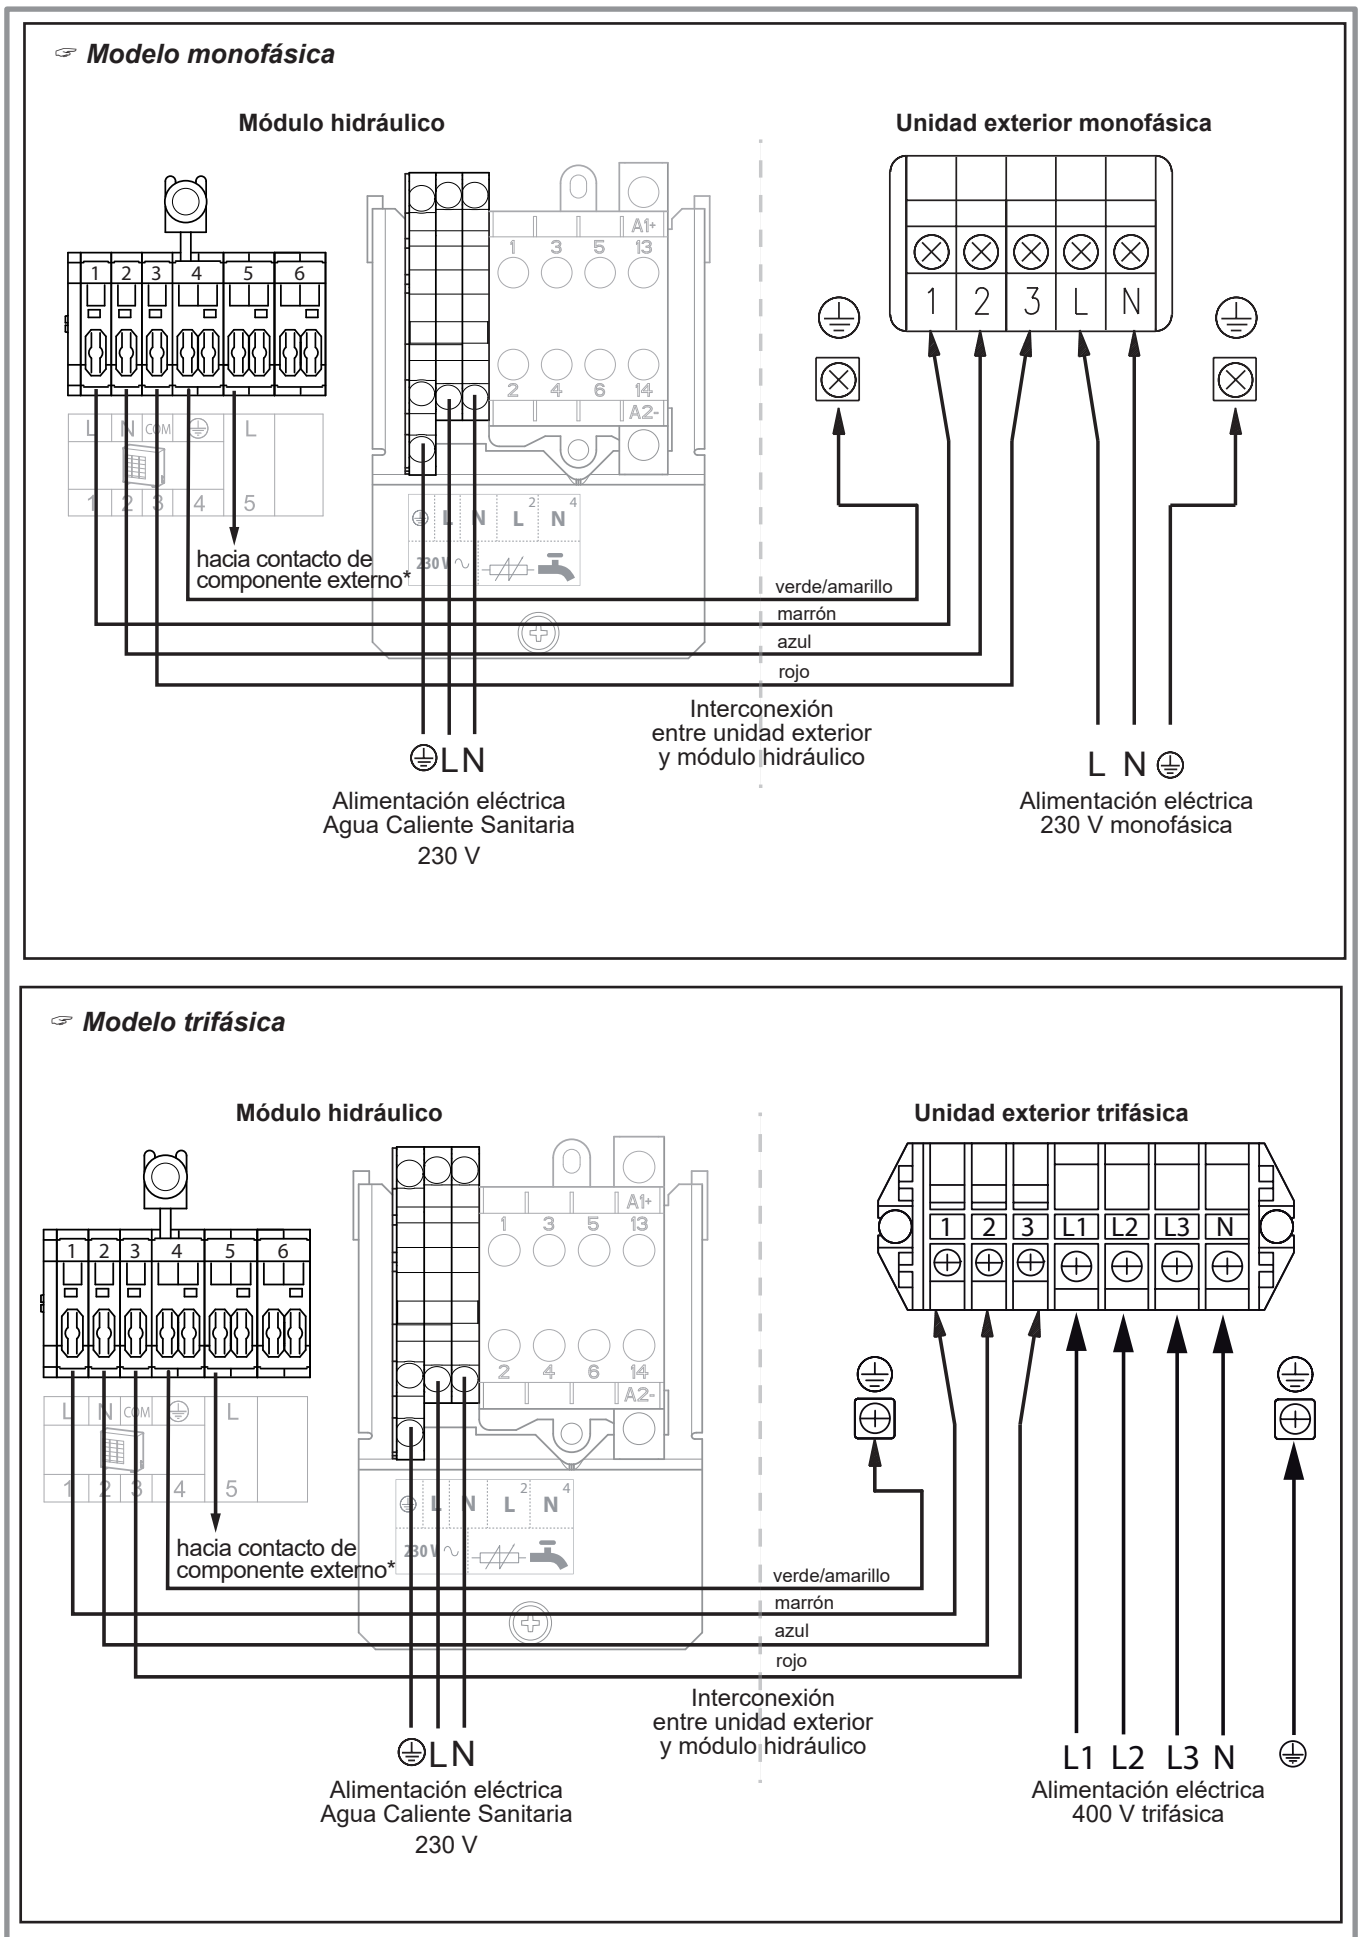 ☞ Modelo monofásica
Módulo hidráulico
Unidad exterior monofásica
1 2 3 4 5 6
A1+
1 3 5 13
2 4 6 14
A2-
1 2 3 L N
L N COM L
1 2 3 4 5
L N L 2 N 4
230 V
hacia contacto de
componente externo*
verde/amarillo
marrón
azul
rojo
Interconexión
entre unidad exterior
y módulo hidráulico
L N
Alimentación eléctrica
Agua Caliente Sanitaria
230 V
L N
Alimentación eléctrica
230 V monofásica
☞ Modelo trifásica
Módulo hidráulico
Unidad exterior trifásica
1 2 3 4 5 6
A1+
1 3 5 13
2 4 6 14
A2-
1 2 3 L1 L2 L3 N
L N COM L
1 2 3 4 5
L N L 2 N 4
230 V
hacia contacto de
componente externo*
verde/amarillo
marrón
azul
rojo
Interconexión
entre unidad exterior
y módulo hidráulico
L N
Alimentación eléctrica
Agua Caliente Sanitaria
230 V
L1 L2 L3 N
Alimentación eléctrica
400 V trifásica